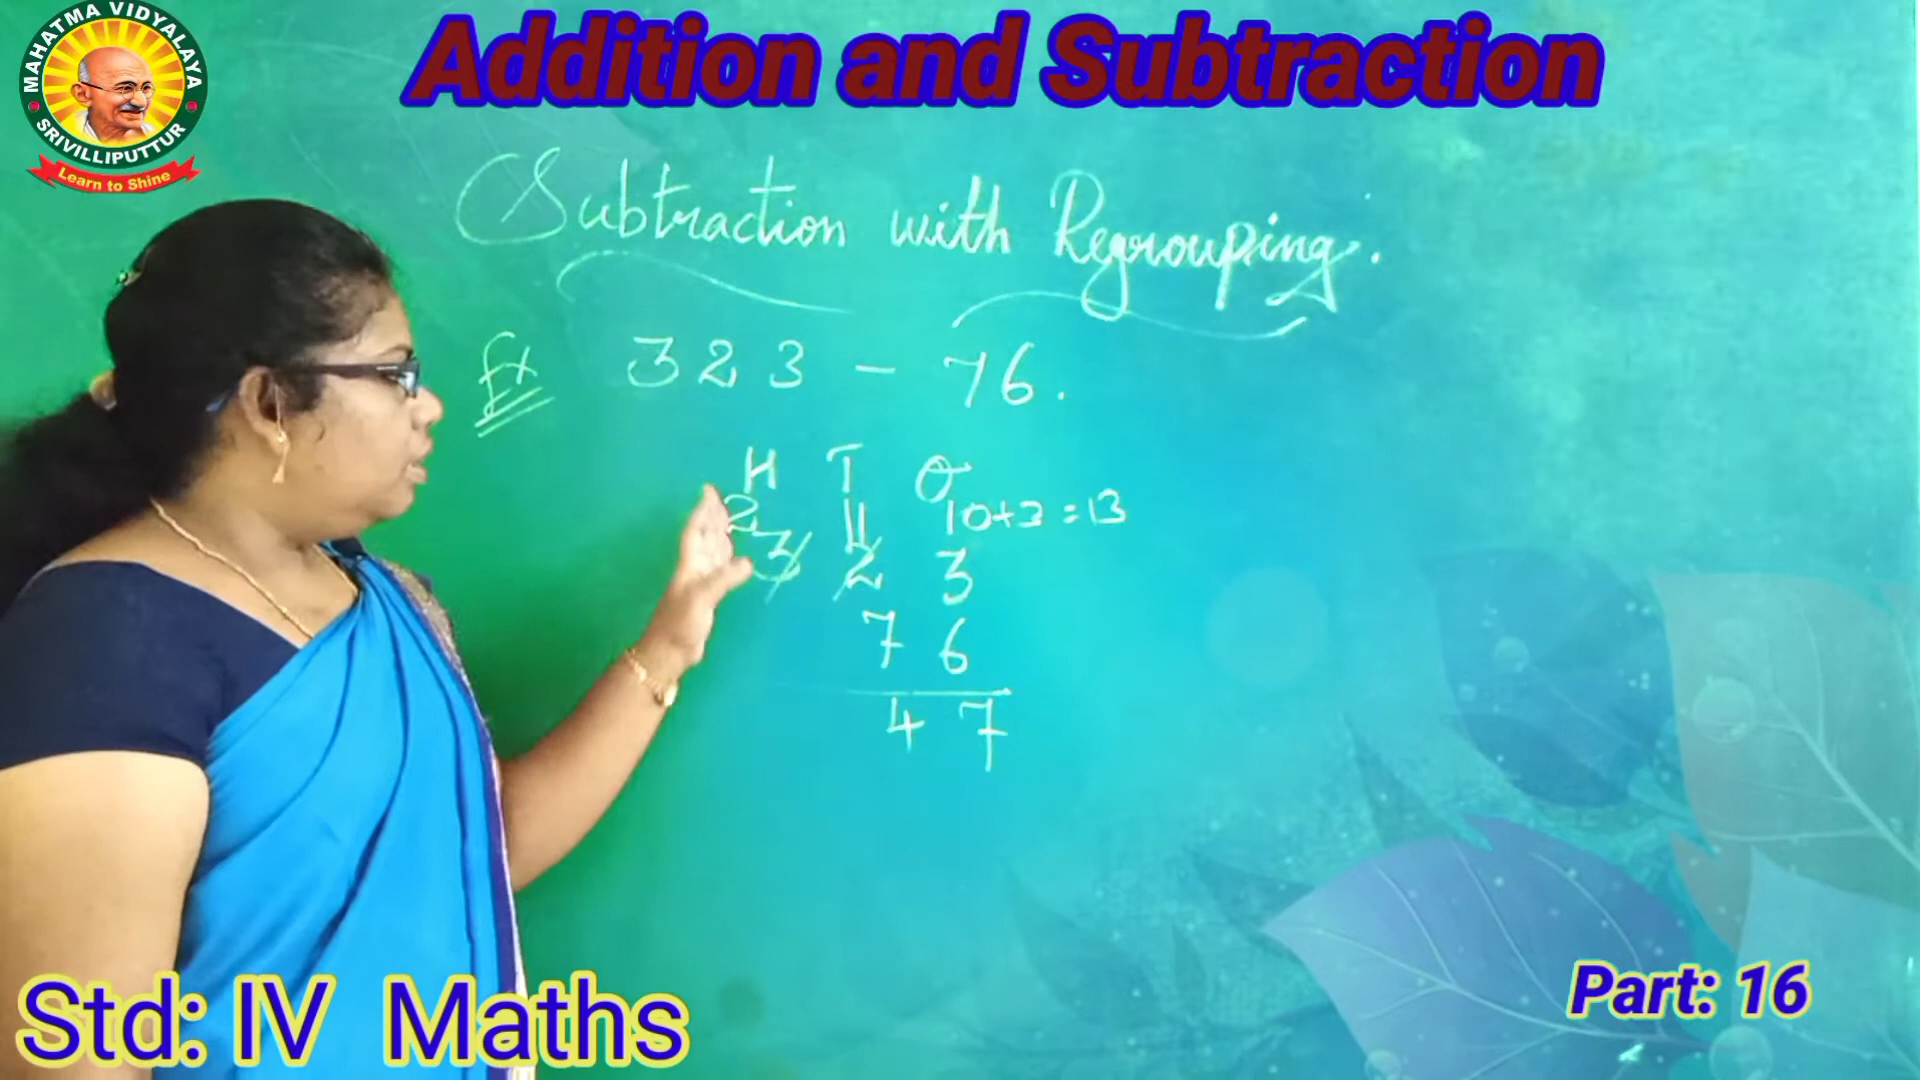 MAHATMA VIDYALAYA
SRIVILLIPUTTUR
Learn to Shine
Addition and Subtraction
Subtraction with Regrouping.
Ex 323 - 76.
H T O
2 11 10+3=13
3 2 3
7 6
4 7
Std: IV Maths
Part: 16